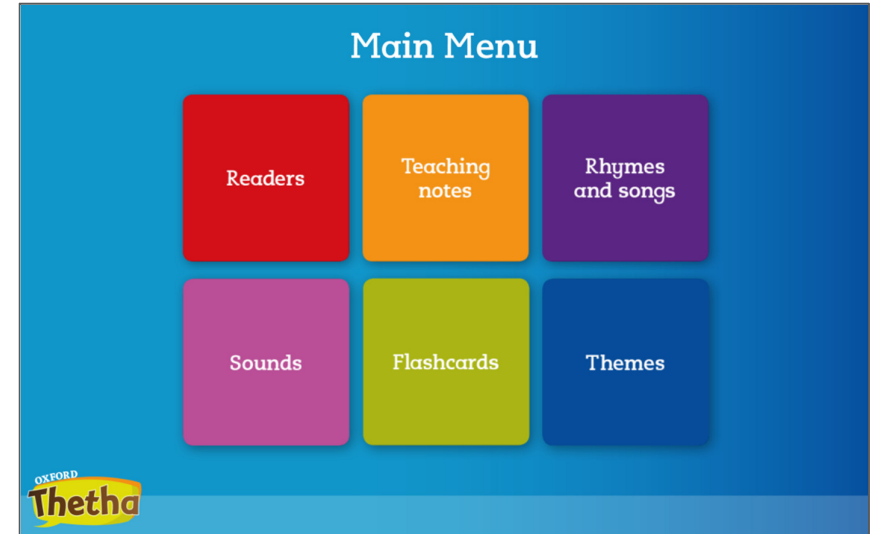 Main Menu
Readers
Teaching
notes
Rhymes
and songs
Sounds
Flashcards
Themes
OXFORD
Thetha